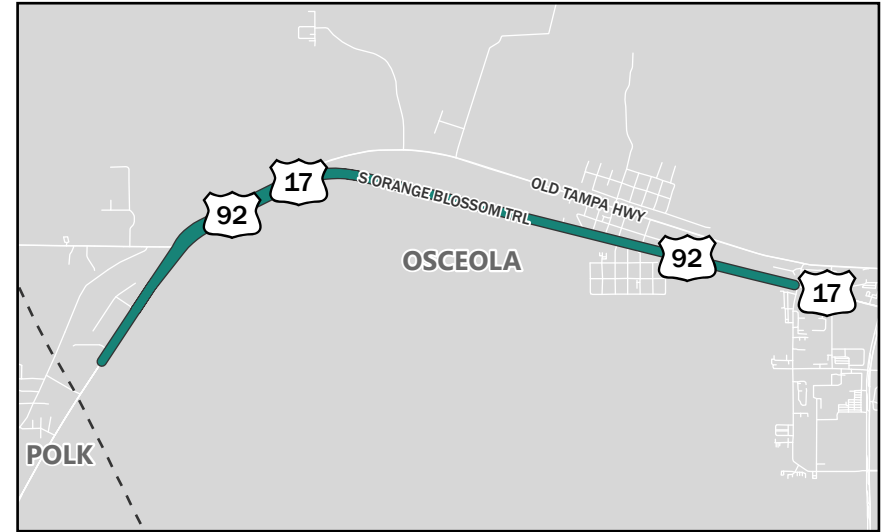 17
S ORANGE BLOSSOM TRL
OLD TAMPA HWY
92
OSCEOLA
92
17
POLK